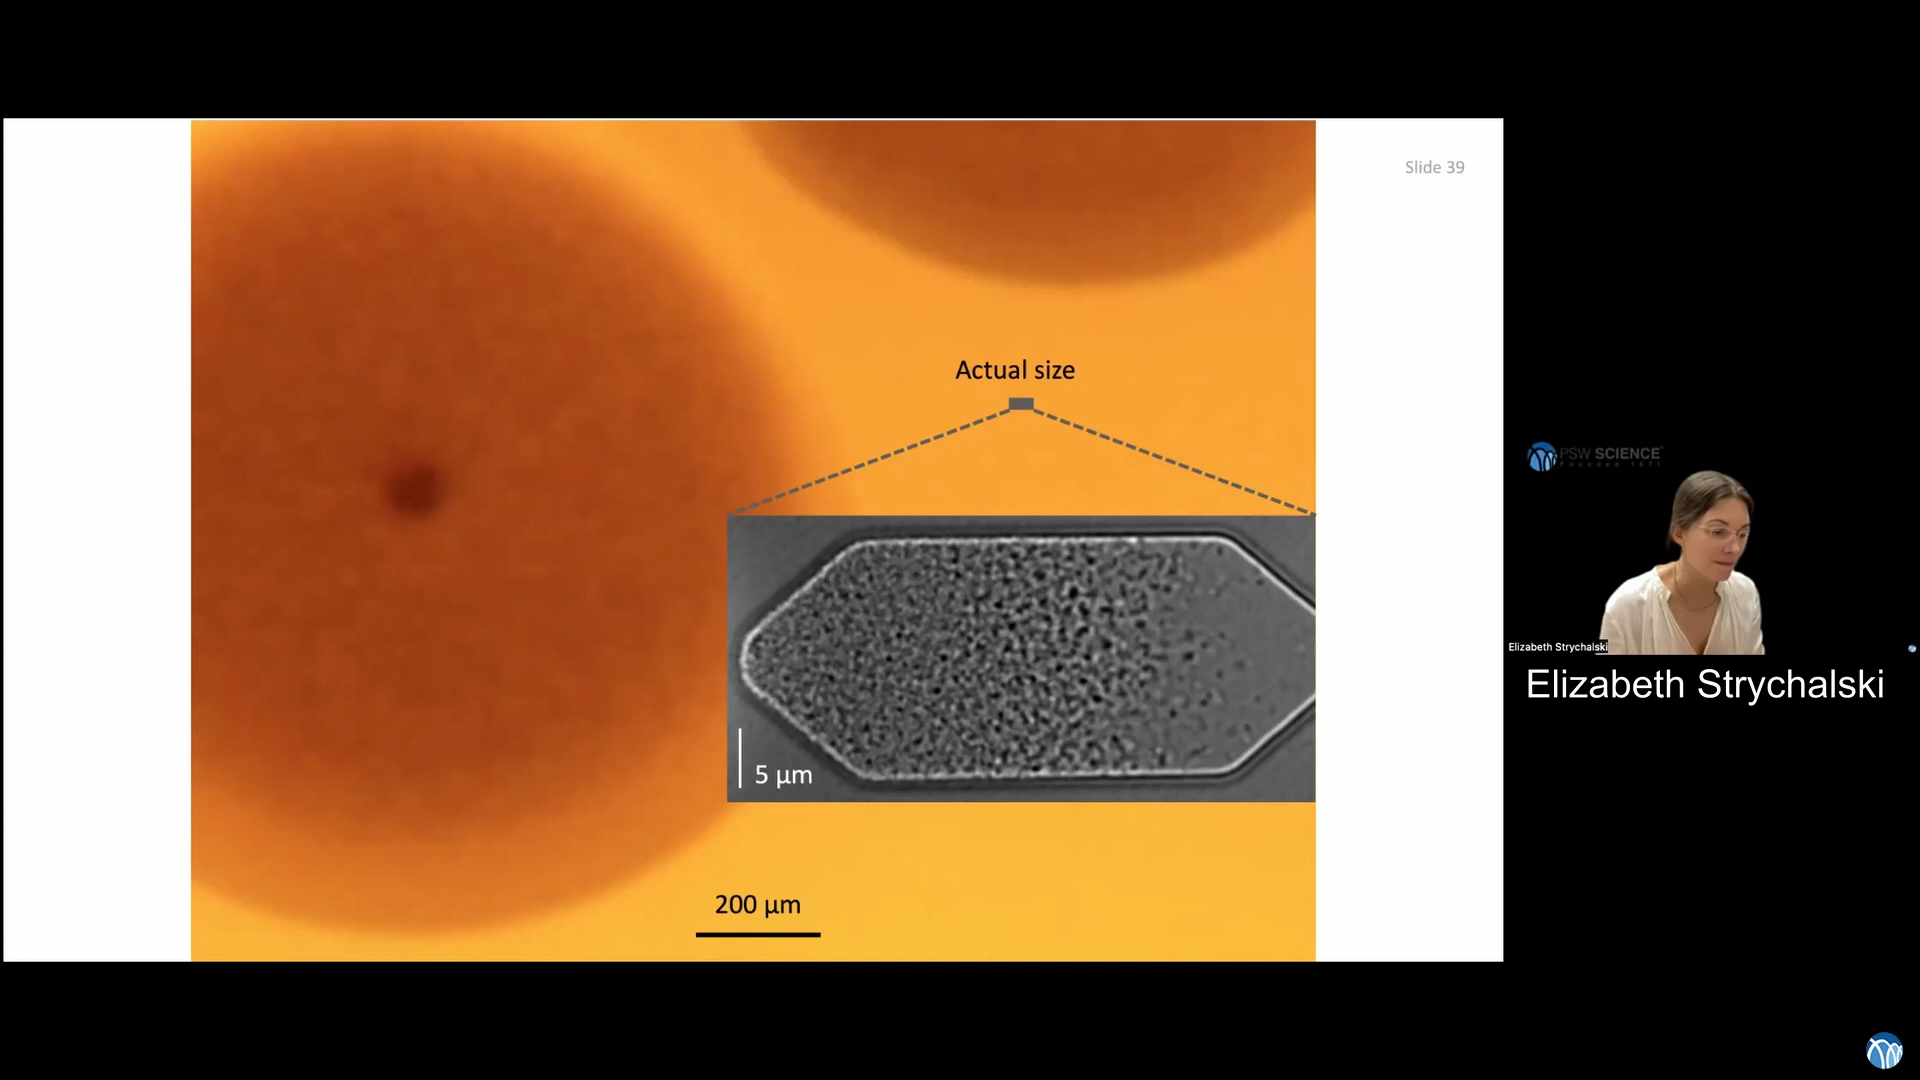 Slide 39
Actual size
5 µm
200 µm
PSW SCIENCE
Elizabeth Strychalski
Elizabeth Strychalski